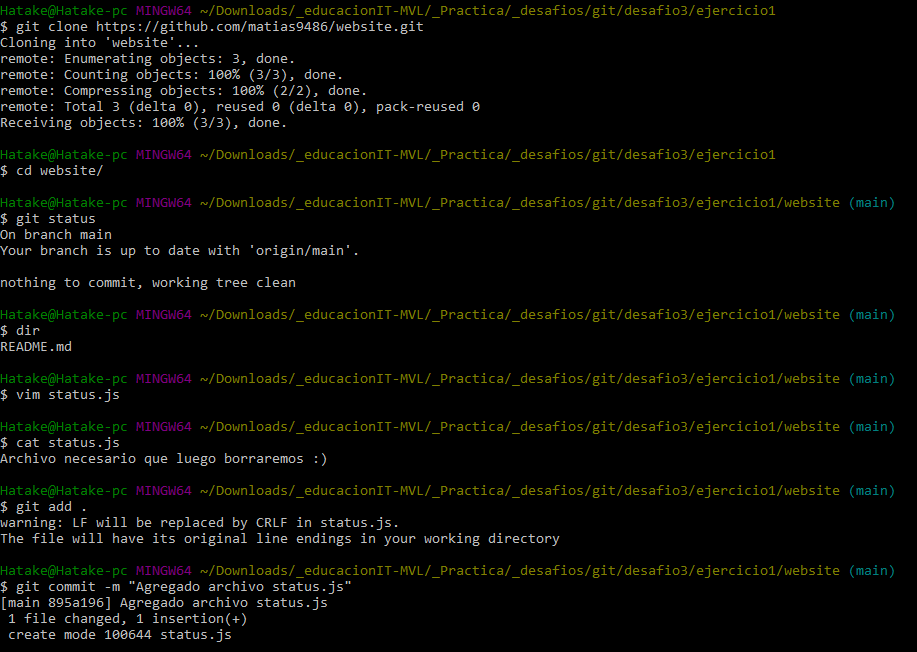 Hatake@Hatake-pc MINGW64 ~/Downloads/_educacionIT-MVL/_Practica/_desafios/git/desafio3/ejercicio1
$ git clone https://github.com/matias9486/website.git
Cloning into 'website'...
remote: Enumerating objects: 3, done.
remote: Counting objects: 100% (3/3), done.
remote: Compressing objects: 100% (2/2), done.
remote: Total 3 (delta 0), reused 0 (delta 0), pack-reused 0
Receiving objects: 100% (3/3), done.
Hatake@Hatake-pc MINGW64 ~/Downloads/_educacionIT-MVL/_Practica/_desafios/git/desafio3/ejercicio1
$ cd website/
Hatake@Hatake-pc MINGW64 ~/Downloads/_educacionIT-MVL/_Practica/_desafios/git/desafio3/ejercicio1/website (main)
$ git status
On branch main
Your branch is up to date with 'origin/main'.
nothing to commit, working tree clean
Hatake@Hatake-pc MINGW64 ~/Downloads/_educacionIT-MVL/_Practica/_desafios/git/desafio3/ejercicio1/website (main)
$ dir
README.md
Hatake@Hatake-pc MINGW64 ~/Downloads/_educacionIT-MVL/_Practica/_desafios/git/desafio3/ejercicio1/website (main)
$ vim status.js
Hatake@Hatake-pc MINGW64 ~/Downloads/_educacionIT-MVL/_Practica/_desafios/git/desafio3/ejercicio1/website (main)
$ cat status.js
Archivo necesario que luego borraremos :)
Hatake@Hatake-pc MINGW64 ~/Downloads/_educacionIT-MVL/_Practica/_desafios/git/desafio3/ejercicio1/website (main)
$ git add .
warning: LF will be replaced by CRLF in status.js.
The file will have its original line endings in your working directory
Hatake@Hatake-pc MINGW64 ~/Downloads/_educacionIT-MVL/_Practica/_desafios/git/desafio3/ejercicio1/website (main)
$ git commit -m "Agregado archivo status.js"
[main 895a196] Agregado archivo status.js
 1 file changed, 1 insertion(+)
 create mode 100644 status.js